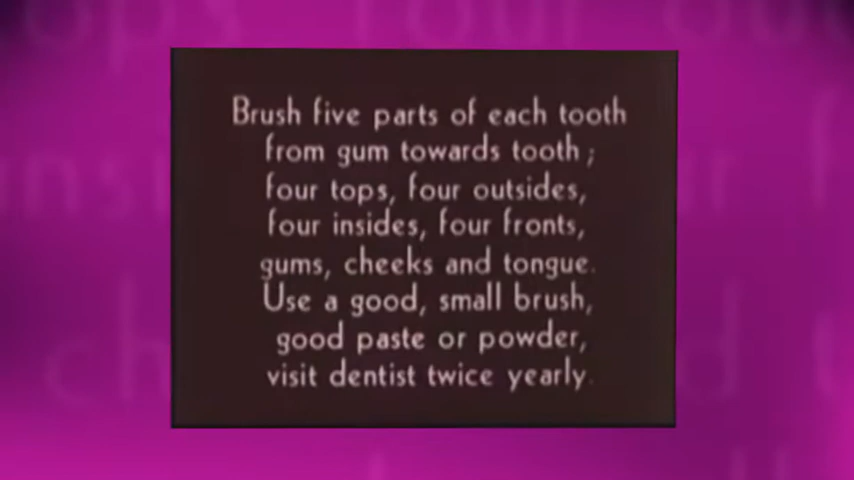 Brush five parts of each tooth
from gum towards tooth;
four tops, four outsides,
four insides, four fronts,
gums, cheeks and tongue.
Use a good, small brush,
good paste or powder,
visit dentist twice yearly.